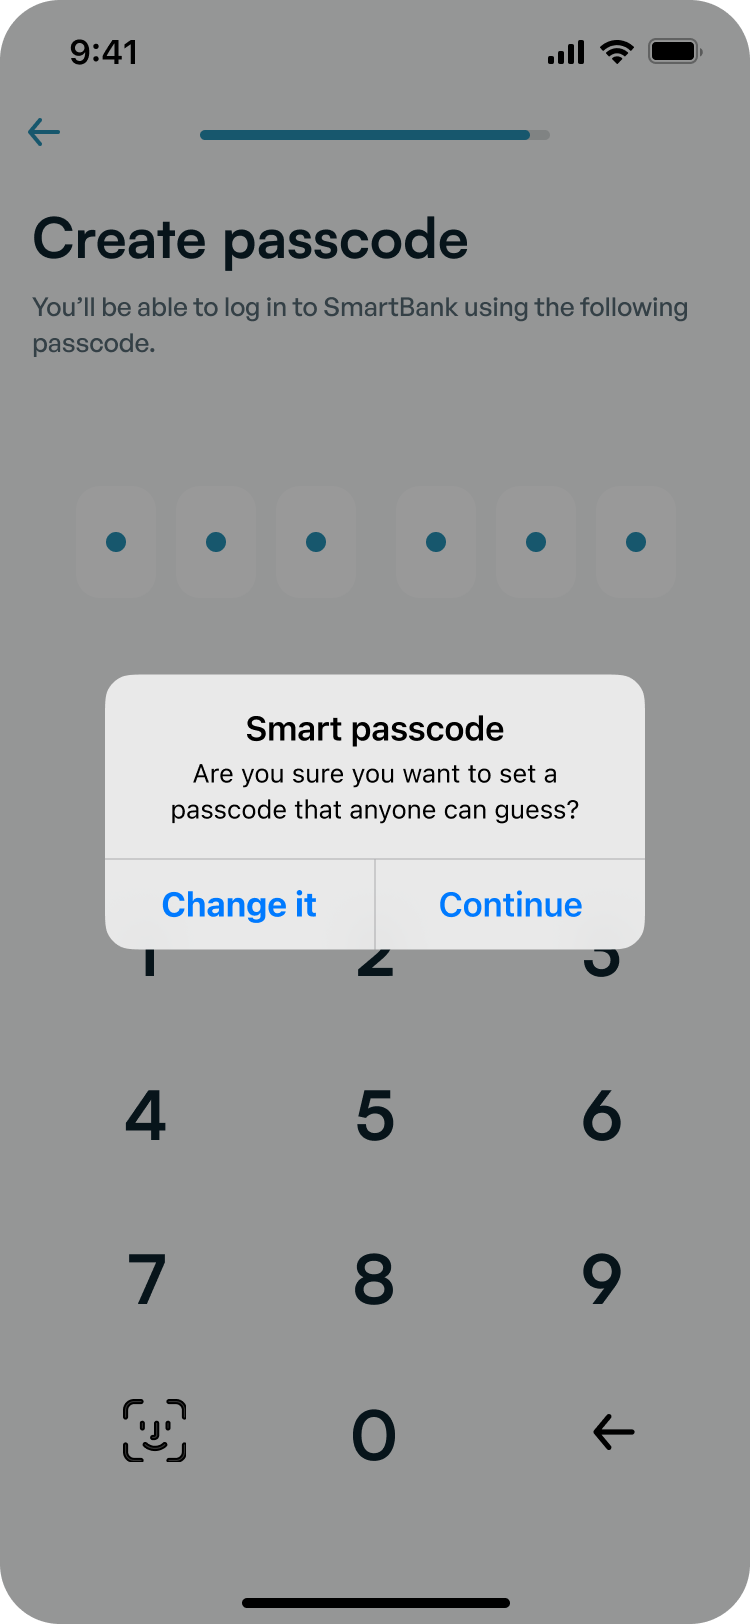 9:41
Create passcode
You’ll be able to log in to SmartBank using the following
passcode.
Smart passcode
Are you sure you want to set a
passcode that anyone can guess?
Change it Continue
1 2 3
4 5 6
7 8 9
0